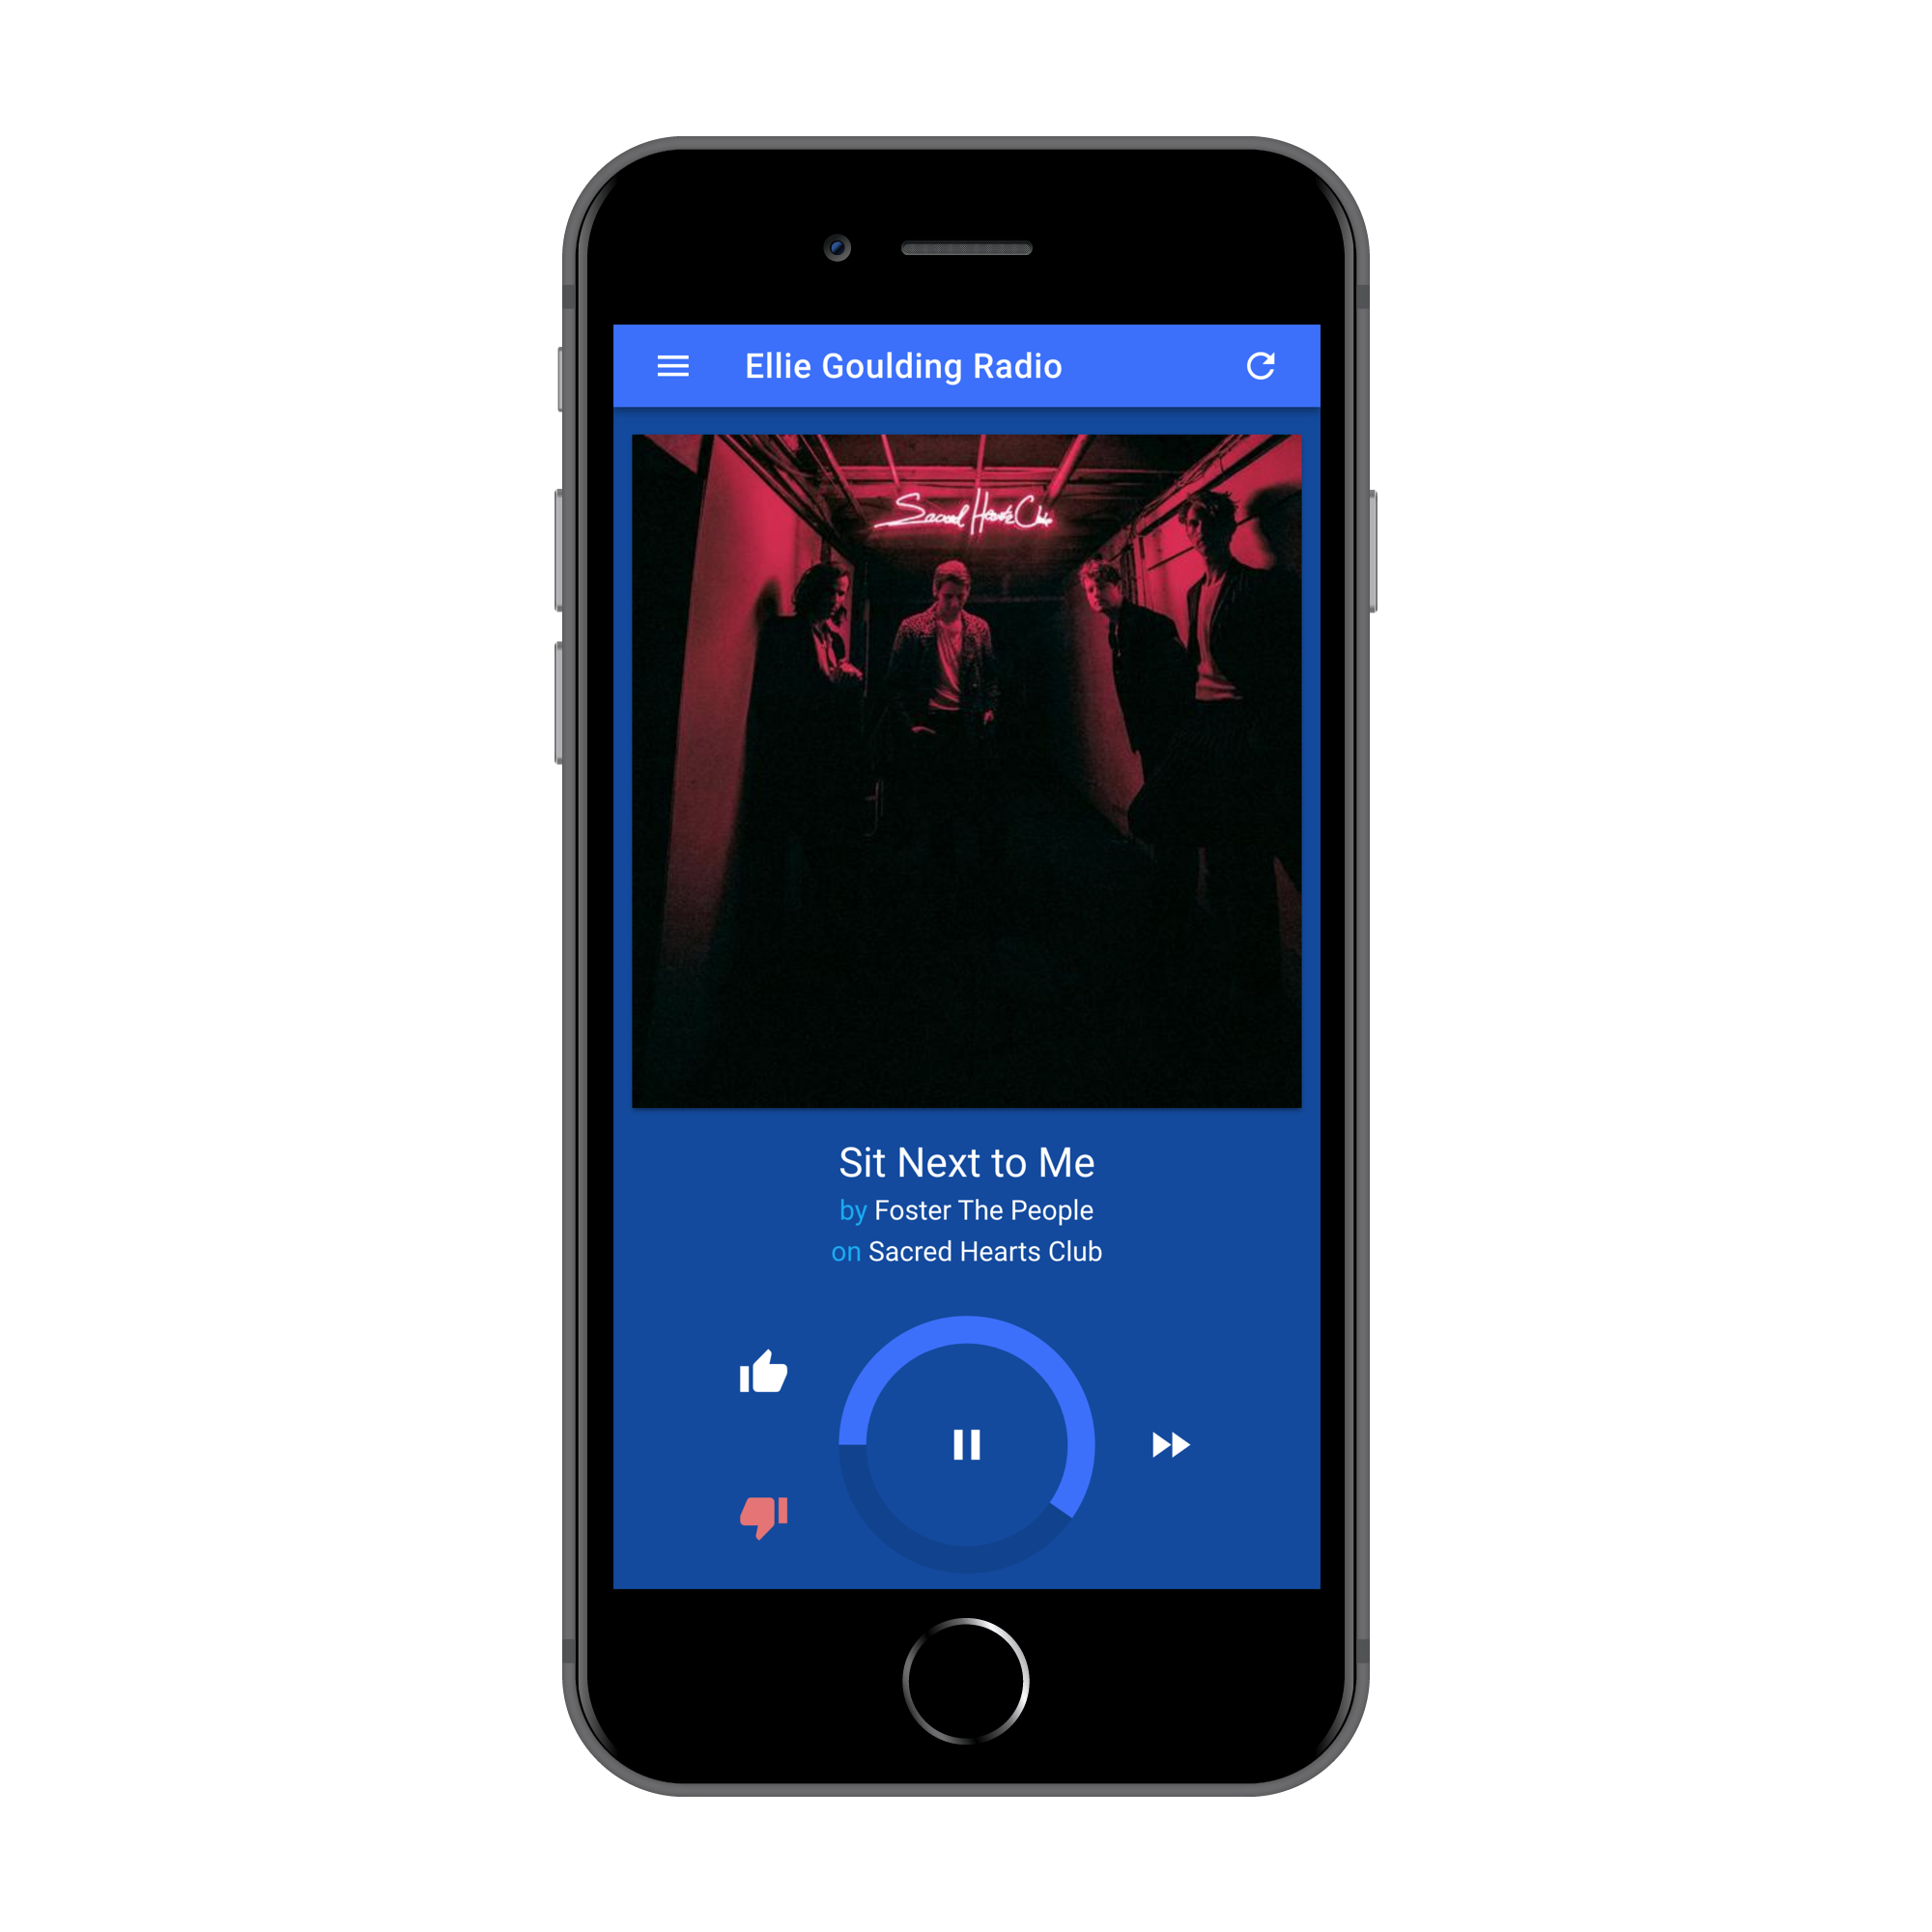 Ellie Goulding Radio
Sacred Hearts Club
Sit Next to Me
by Foster The People
on Sacred Hearts Club